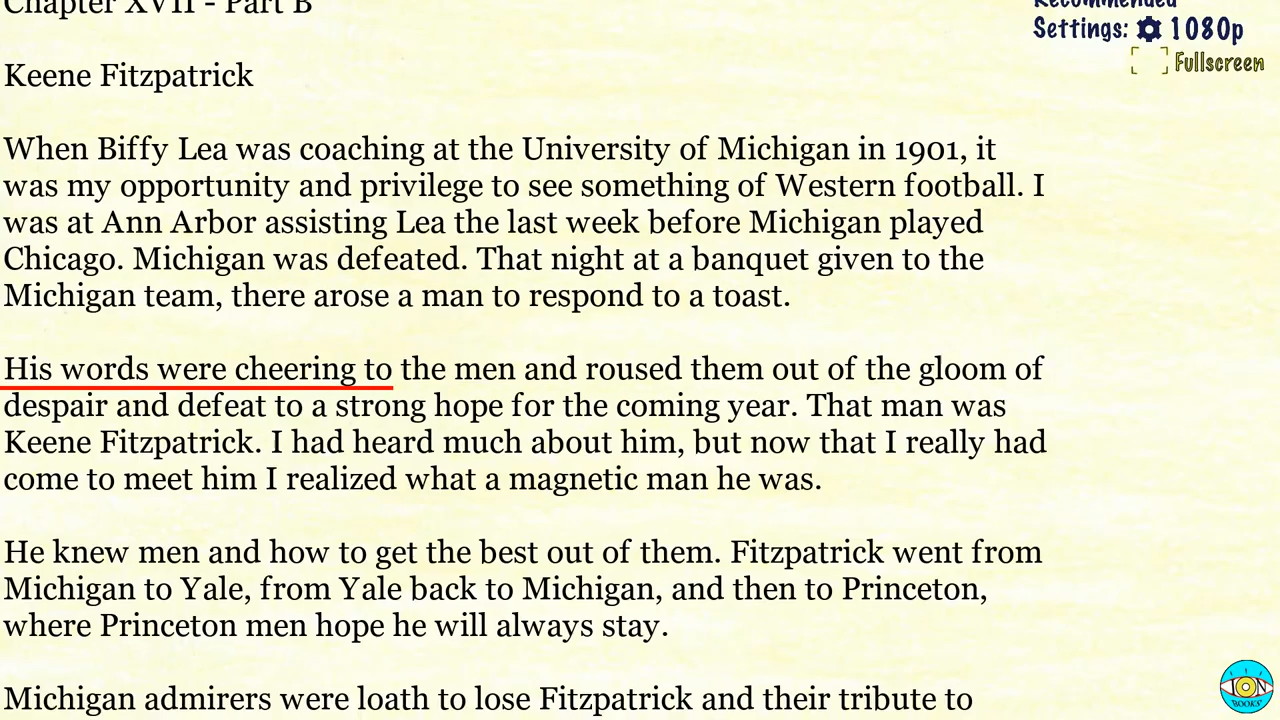 Chapter XVII - Part B
Recommended
Settings: 1080p
Fullscreen
Keene Fitzpatrick
When Biffy Lea was coaching at the University of Michigan in 1901, it
was my opportunity and privilege to see something of Western football. I
was at Ann Arbor assisting Lea the last week before Michigan played
Chicago. Michigan was defeated. That night at a banquet given to the
Michigan team, there arose a man to respond to a toast.
His words were cheering to the men and roused them out of the gloom of
despair and defeat to a strong hope for the coming year. That man was
Keene Fitzpatrick. I had heard much about him, but now that I really had
come to meet him I realized what a magnetic man he was.
He knew men and how to get the best out of them. Fitzpatrick went from
Michigan to Yale, from Yale back to Michigan, and then to Princeton,
where Princeton men hope he will always stay.
Michigan admirers were loath to lose Fitzpatrick and their tribute to
ION
BOOKS